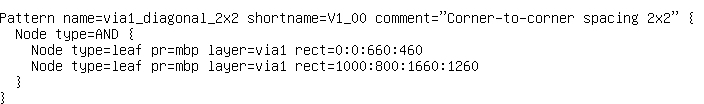 Pattern name=via1_diagonal_2x2 shortname=V1_00 comment=”Corner-to-corner spacing 2x2” {
  Node type=AND {
    Node type=leaf pr=mbp layer=via1 rect=0:0:660:460
    Node type=leaf pr=mbp layer=via1 rect=1000:800:1660:1260
  }
}